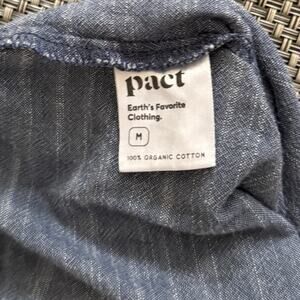 pact
Earth's Favorite
Clothing.
M
100% ORGANIC COTTON